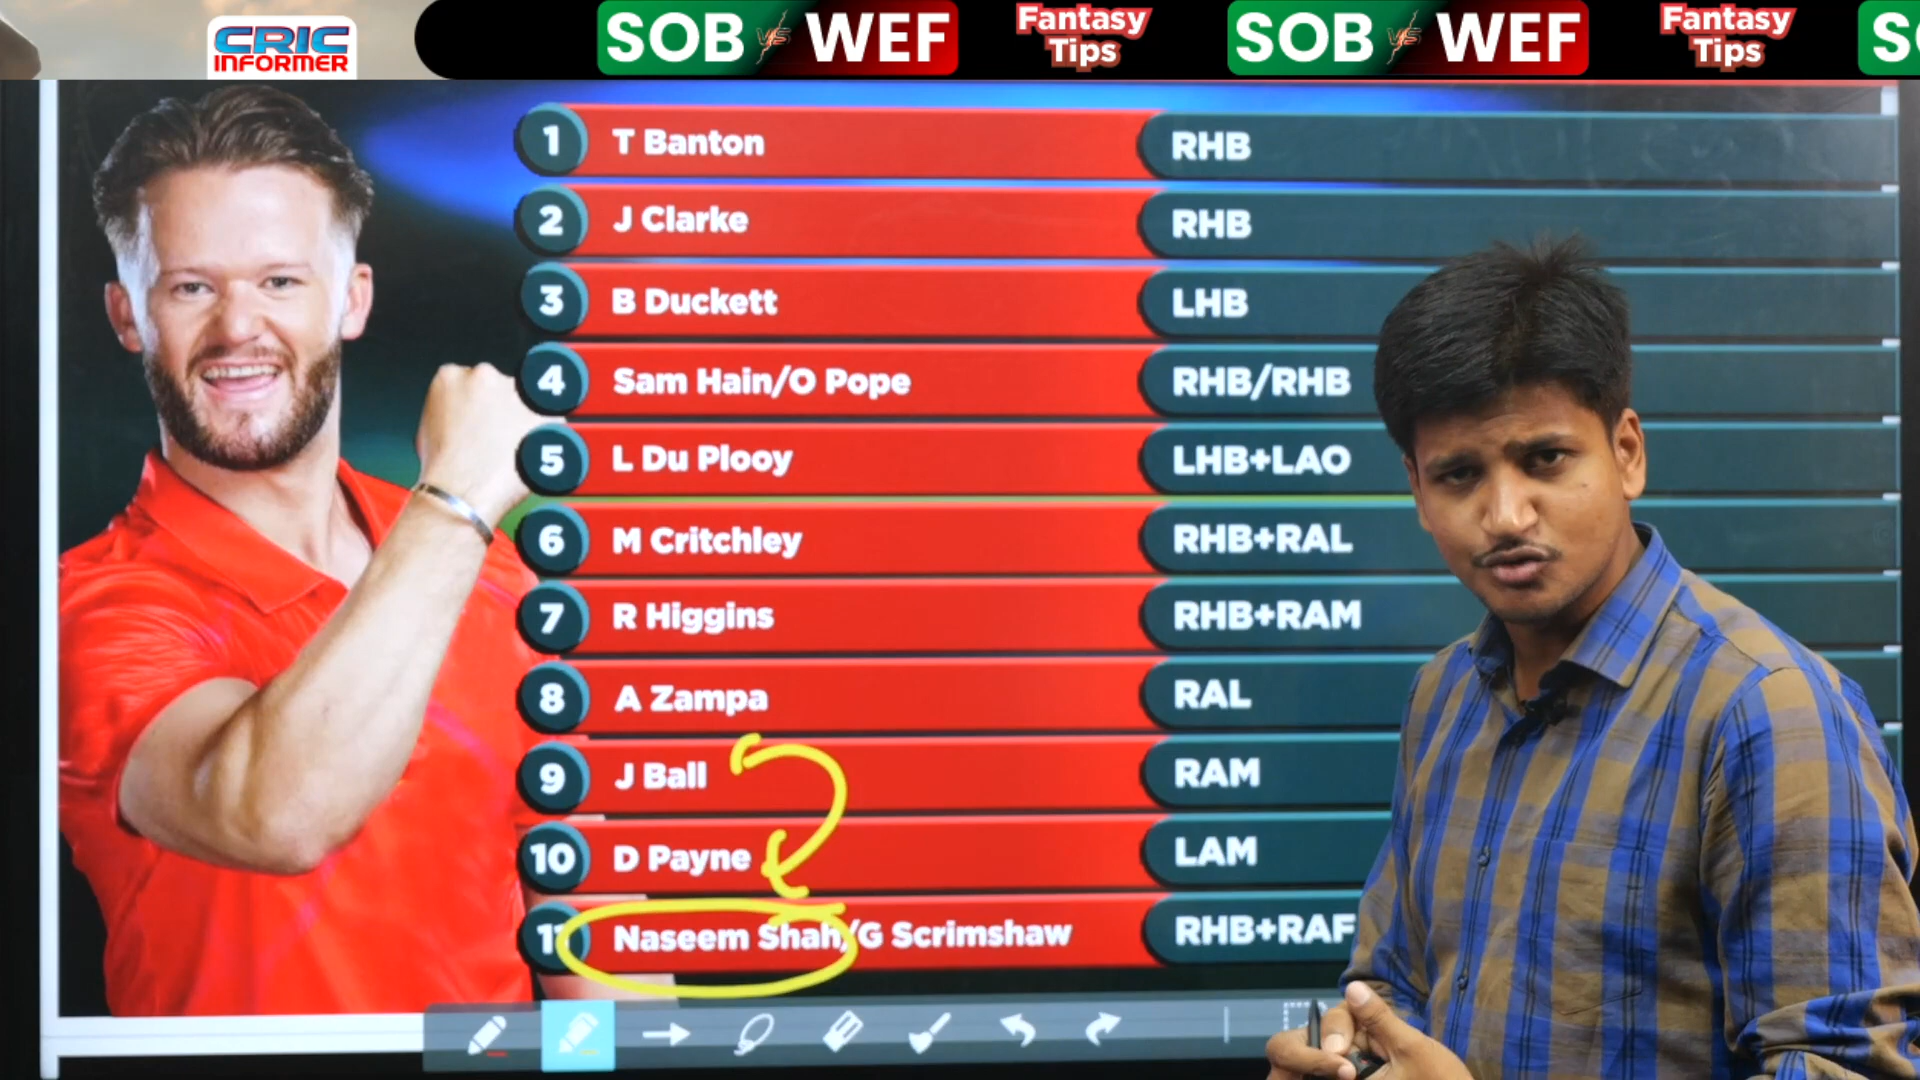 CRIC
INFORMER
SOB VS WEF
Fantasy
Tips
SOB VS WEF
Fantasy
Tips
1 T Banton RHB
2 J Clarke RHB
3 B Duckett LHB
4 Sam Hain/O Pope RHB/RHB
5 L Du Plooy LHB+LAO
6 M Critchley RHB+RAL
7 R Higgins RHB+RAM
8 A Zampa RAL
9 J Ball RAM
10 D Payne LAM
11 Naseem Shah/G Scrimshaw RHB+RAF